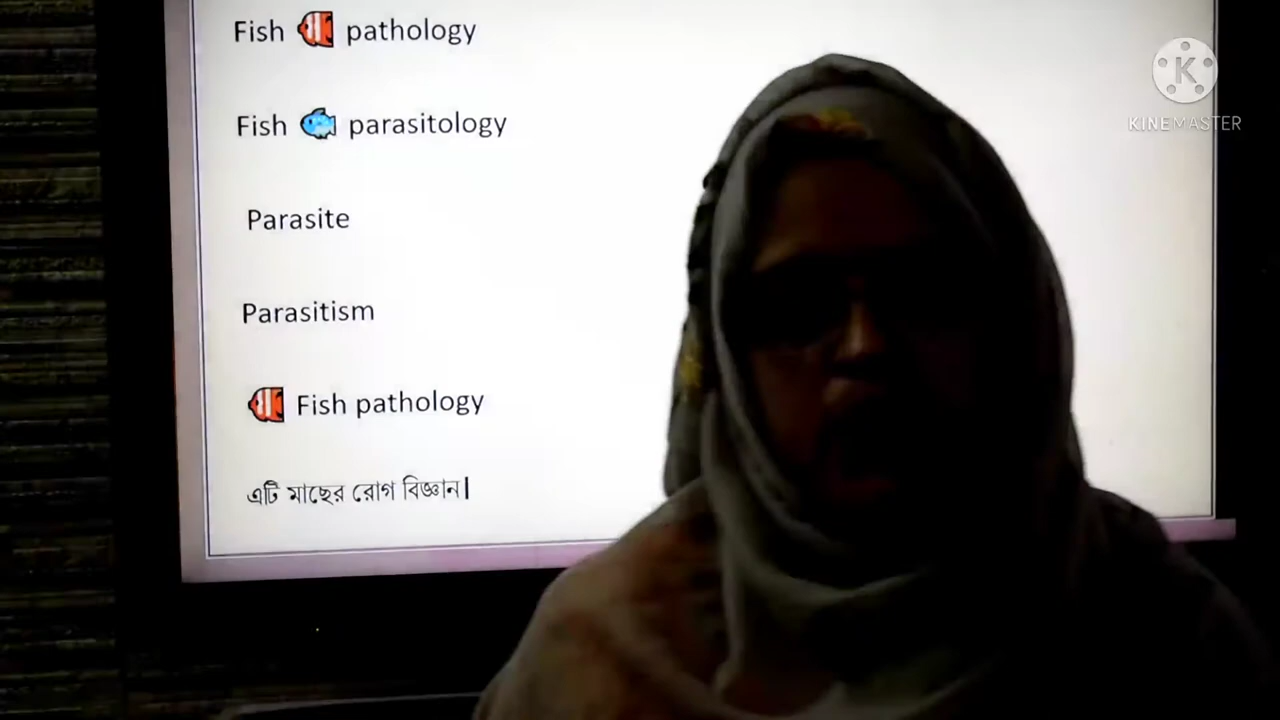 Fish 🐠 pathology
Fish 🐟 parasitology
Parasite
Parasitism
🐠 Fish pathology
এটি মাছের রোগ বিজ্ঞান|
K
KINEMASTER